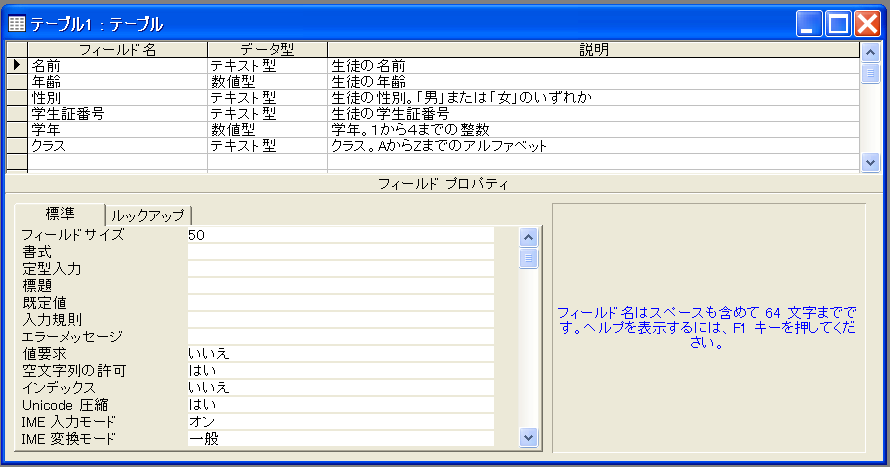 テーブル1 : テーブル
フィールド名 データ型 説明
名前 テキスト型 生徒の名前
年齢 数値型 生徒の年齢
性別 テキスト型 生徒の性別。「男」または「女」のいずれか
学生証番号 テキスト型 生徒の学生証番号
学年 数値型 学年。1から4までの整数
クラス テキスト型 クラス。AからZまでのアルファベット
フィールド プロパティ
標準 ルックアップ
フィールドサイズ 50
書式
定型入力
標題
既定値
入力規則
エラーメッセージ
値要求 いいえ
空文字列の許可 はい
インデックス いいえ
Unicode 圧縮 はい
IME 入力モード オン
IME 変換モード 一般
フィールド名はスペースも含めて 64 文字までで
す。ヘルプを表示するには、F1 キーを押してくだ
さい。